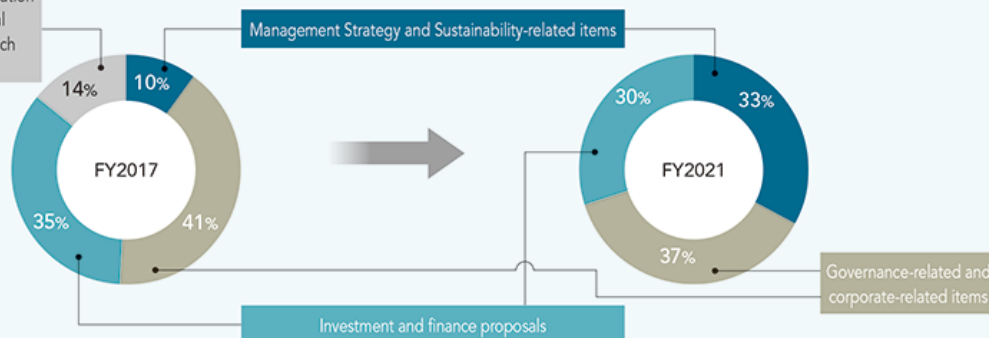 Management Strategy and Sustainability-related items
14%
10%
35%
41%
FY2017
30%
33%
37%
FY2021
Governance-related and
corporate-related items
Investment and finance proposals